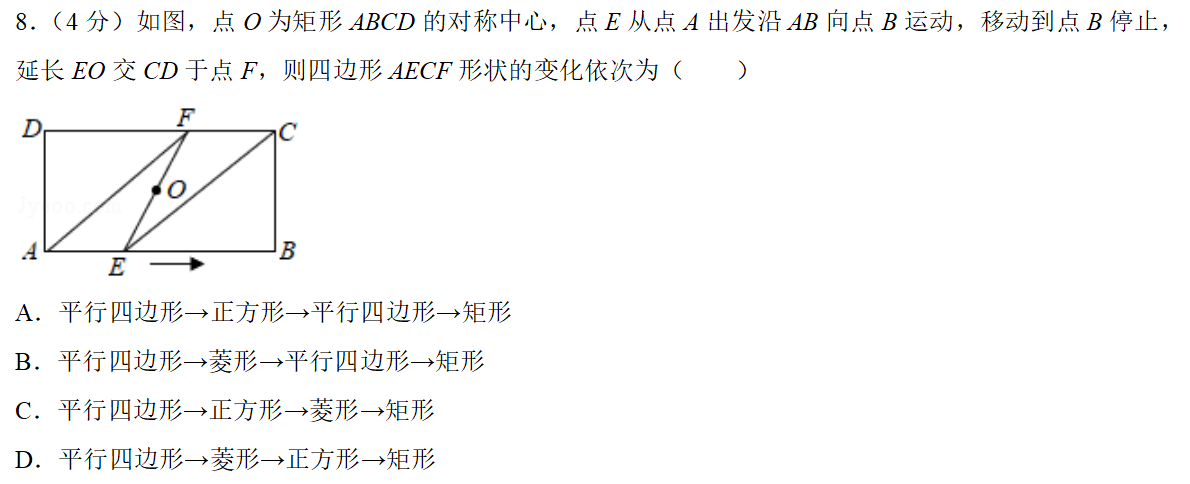 8.（4 分）如图，点 O 为矩形 ABCD 的对称中心，点 E 从点 A 出发沿 AB 向点 B 运动，移动到点 B 停止，
延长 EO 交 CD 于点 F，则四边形 AECF 形状的变化依次为（　　）
D F C
O
A E B
A．平行四边形→正方形→平行四边形→矩形
B．平行四边形→菱形→平行四边形→矩形
C．平行四边形→正方形→菱形→矩形
D．平行四边形→菱形→正方形→矩形